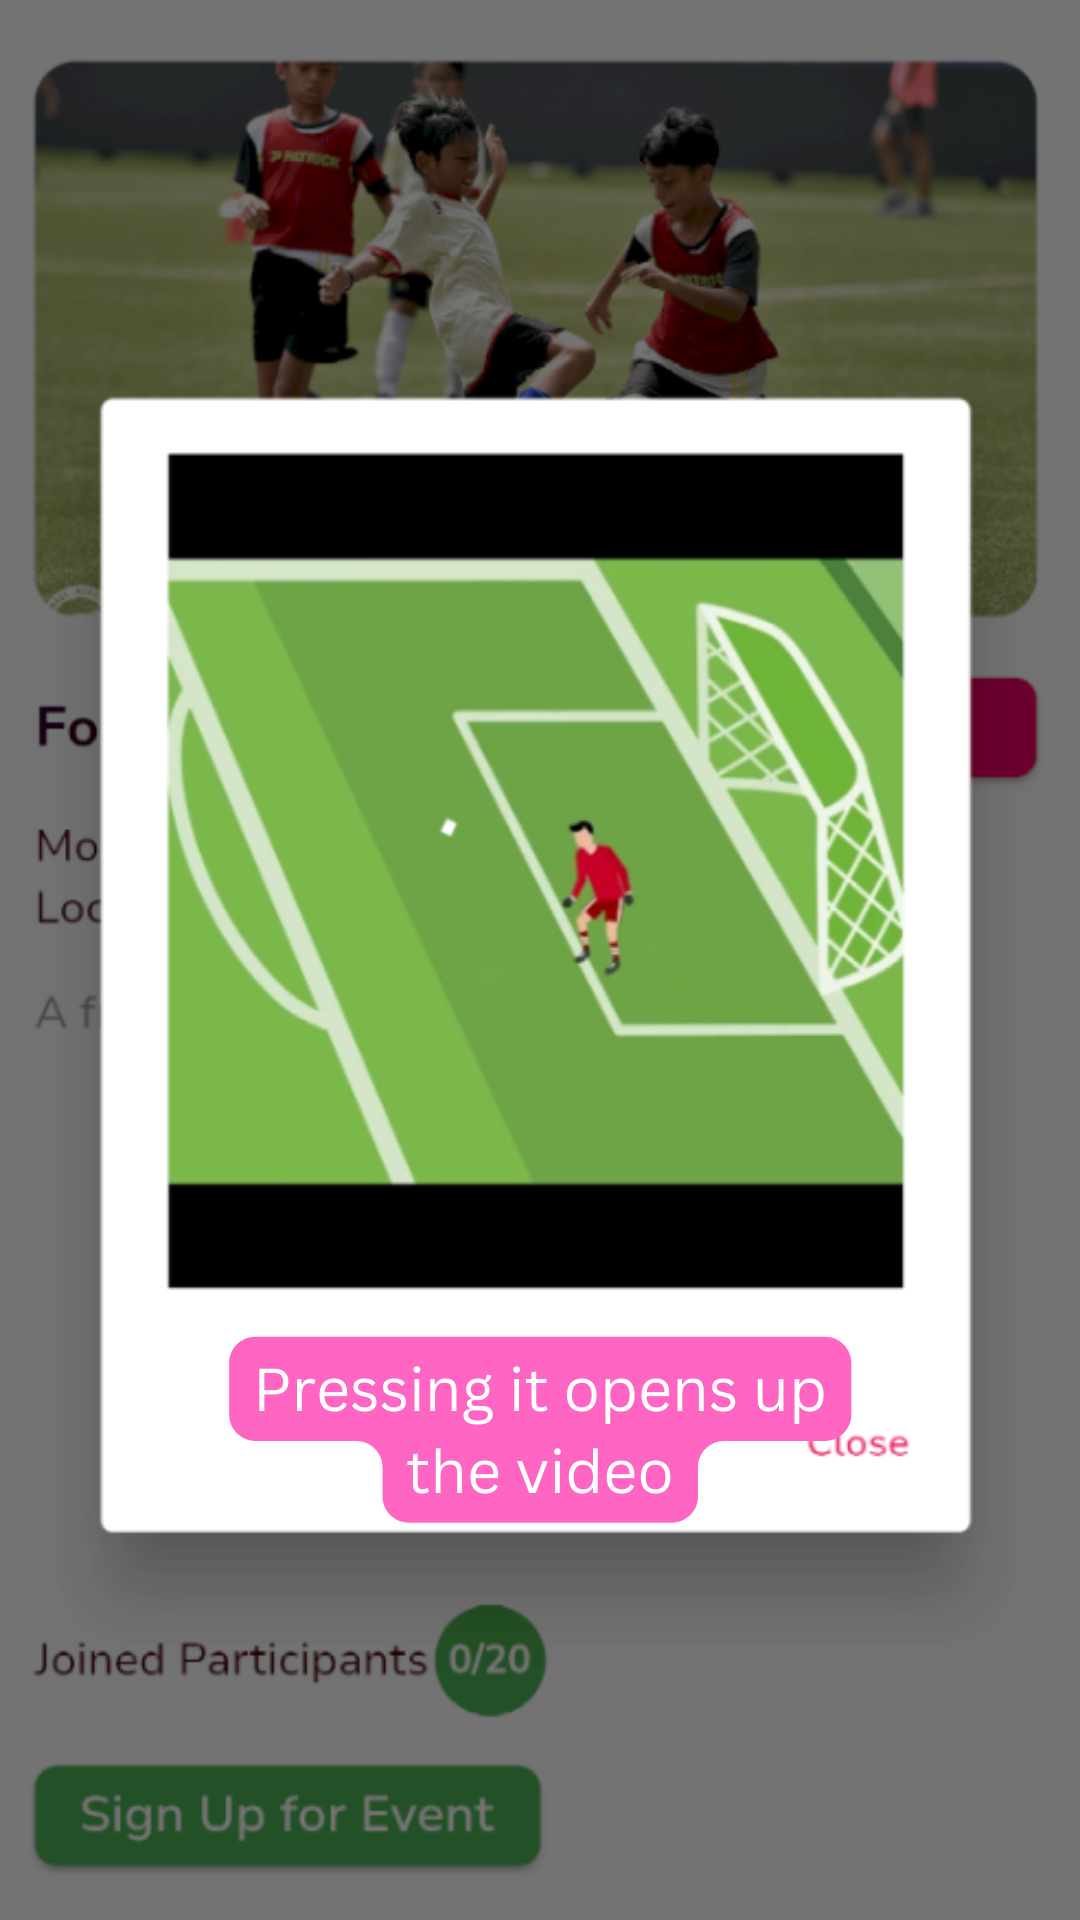 PATRICK
Fo
Mo
Loc
A f
Pressing it opens up
the video
Close
Joined Participants 0/20
Sign Up for Event